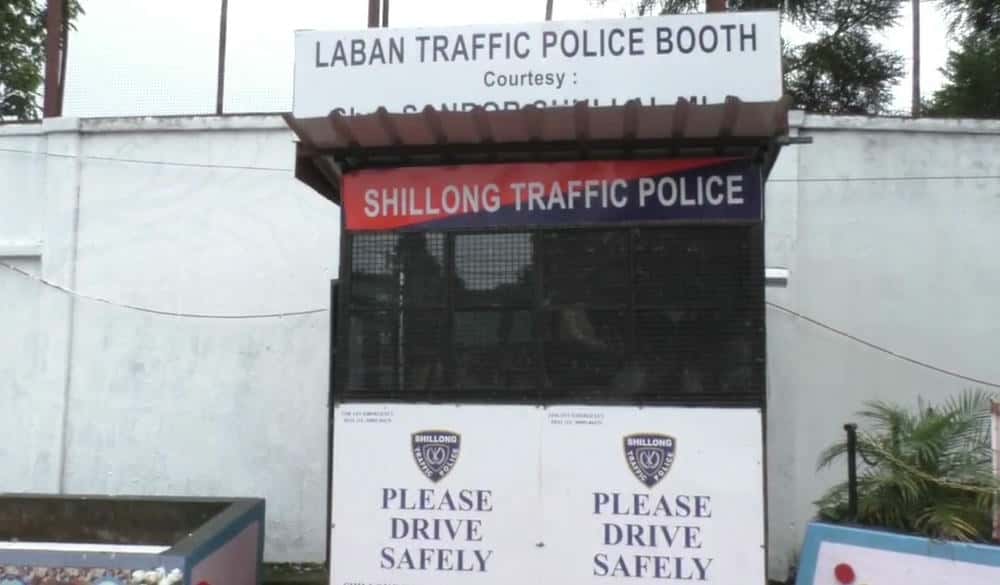 LABAN TRAFFIC POLICE BOOTH
Courtesy :
SHILLONG TRAFFIC POLICE
SHILLONG
TRAFFIC POLICE
PLEASE
DRIVE
SAFELY
SHILLONG
TRAFFIC POLICE
PLEASE
DRIVE
SAFELY